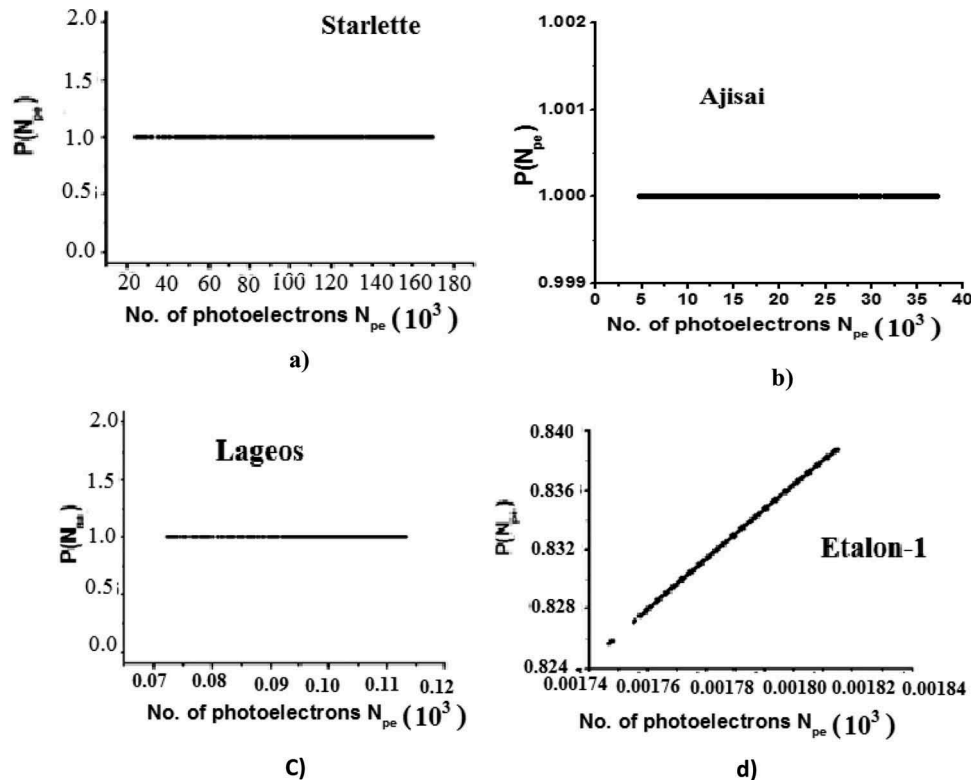 Starlette
P(N_pe)
2.0
1.5
1.0
0.5
0.0
20 40 60 80 100 120 140 160 180
No. of photoelectrons N_pe (10^3)
a)
Ajisai
P(N_pe)
1.002
1.001
1.000
0.999
0 5 10 15 20 25 30 35 40
No. of photoelectrons N_pe (10^3)
b)
Lageos
2.0
1.5
1.0
0.5
0.0
0.07 0.08 0.09 0.10 0.11 0.12
No. of photoelectrons N_pe (10^3)
C)
Etalon-1
0.840
0.836
0.832
0.828
0.824
0.00174 0.00176 0.00178 0.00180 0.00182 0.00184
No. of photoelectrons N_pe (10^3)
d)